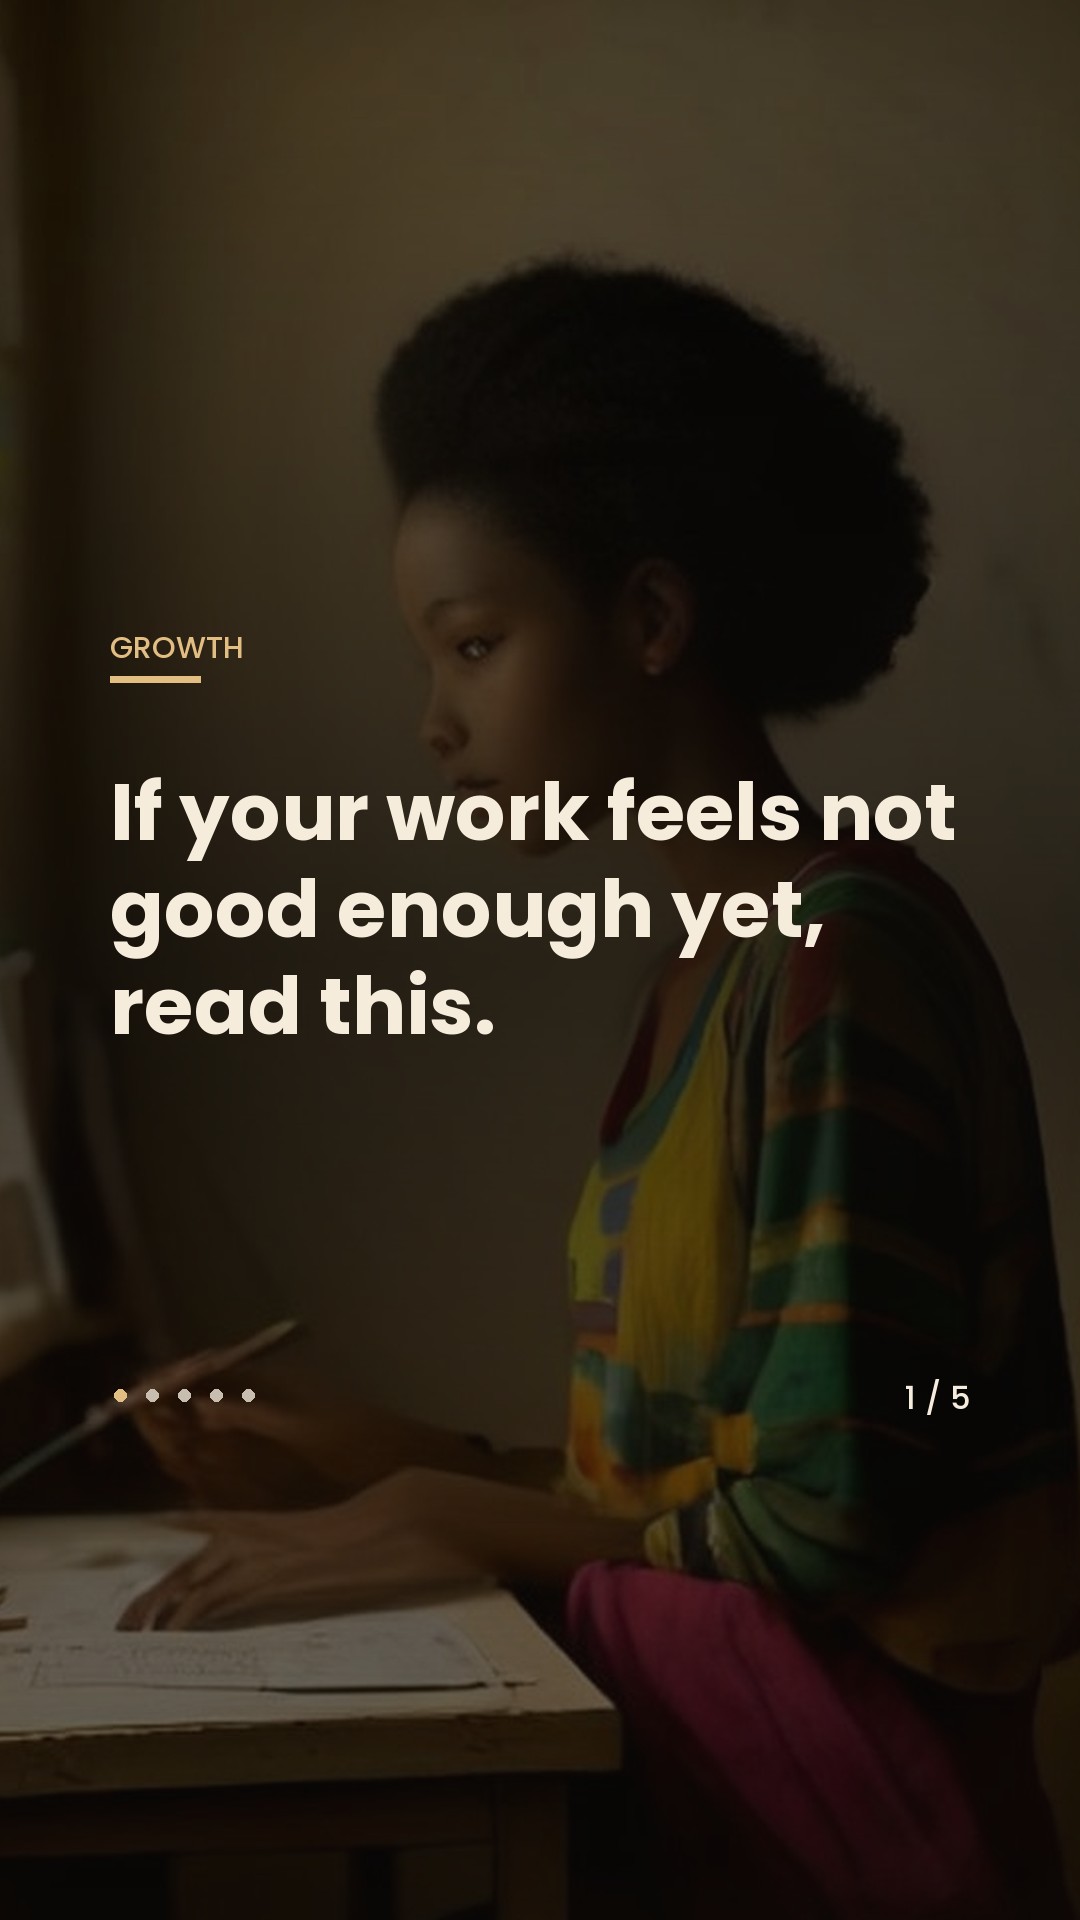 GROWTH
If your work feels not
good enough yet,
read this.
1 / 5